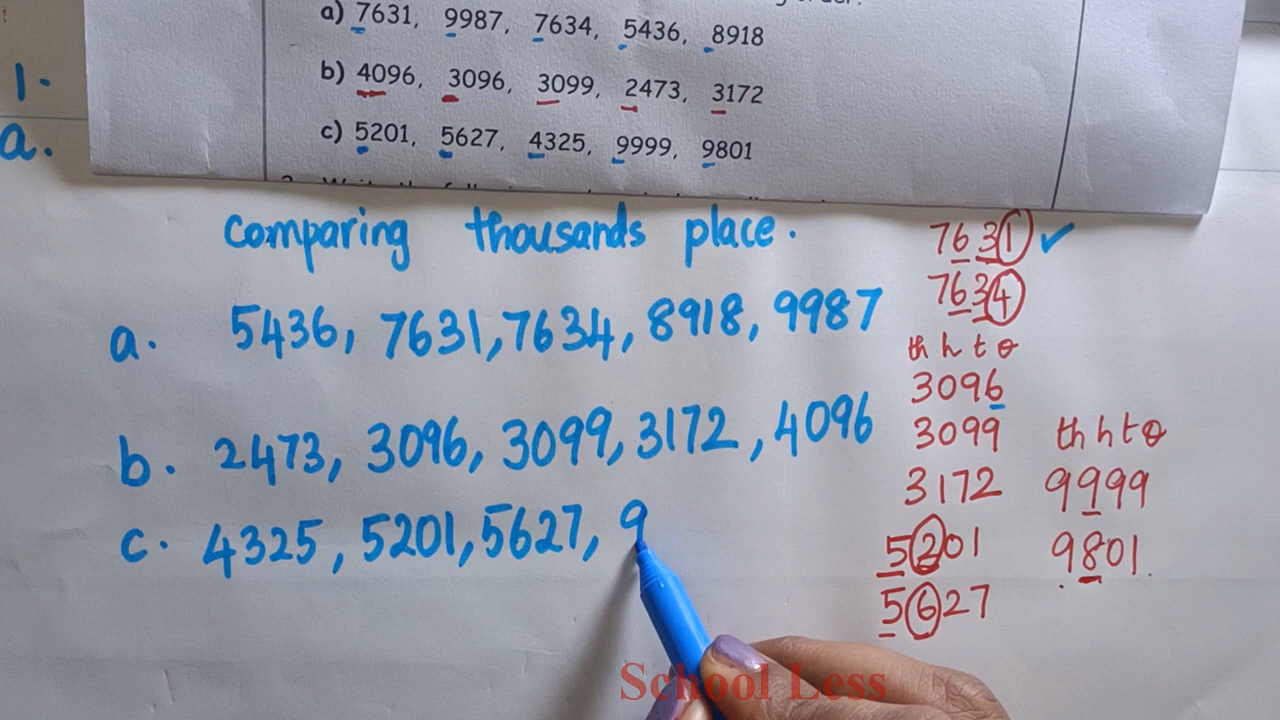 order.
a) 7631, 9987, 7634, 5436, 8918
1.
b) 4096, 3096, 3099, 2473, 3172
a.
c) 5201, 5627, 4325, 9999, 9801
comparing thousands place.
7631 ✓
7634
a. 5436, 7631, 7634, 8918, 9987
th h t o
3096
b. 2473, 3096, 3099, 3172, 4096
3099
3172
th h t o
9999
9801
c. 4325, 5201, 5627, 9
5201
5627
School Less